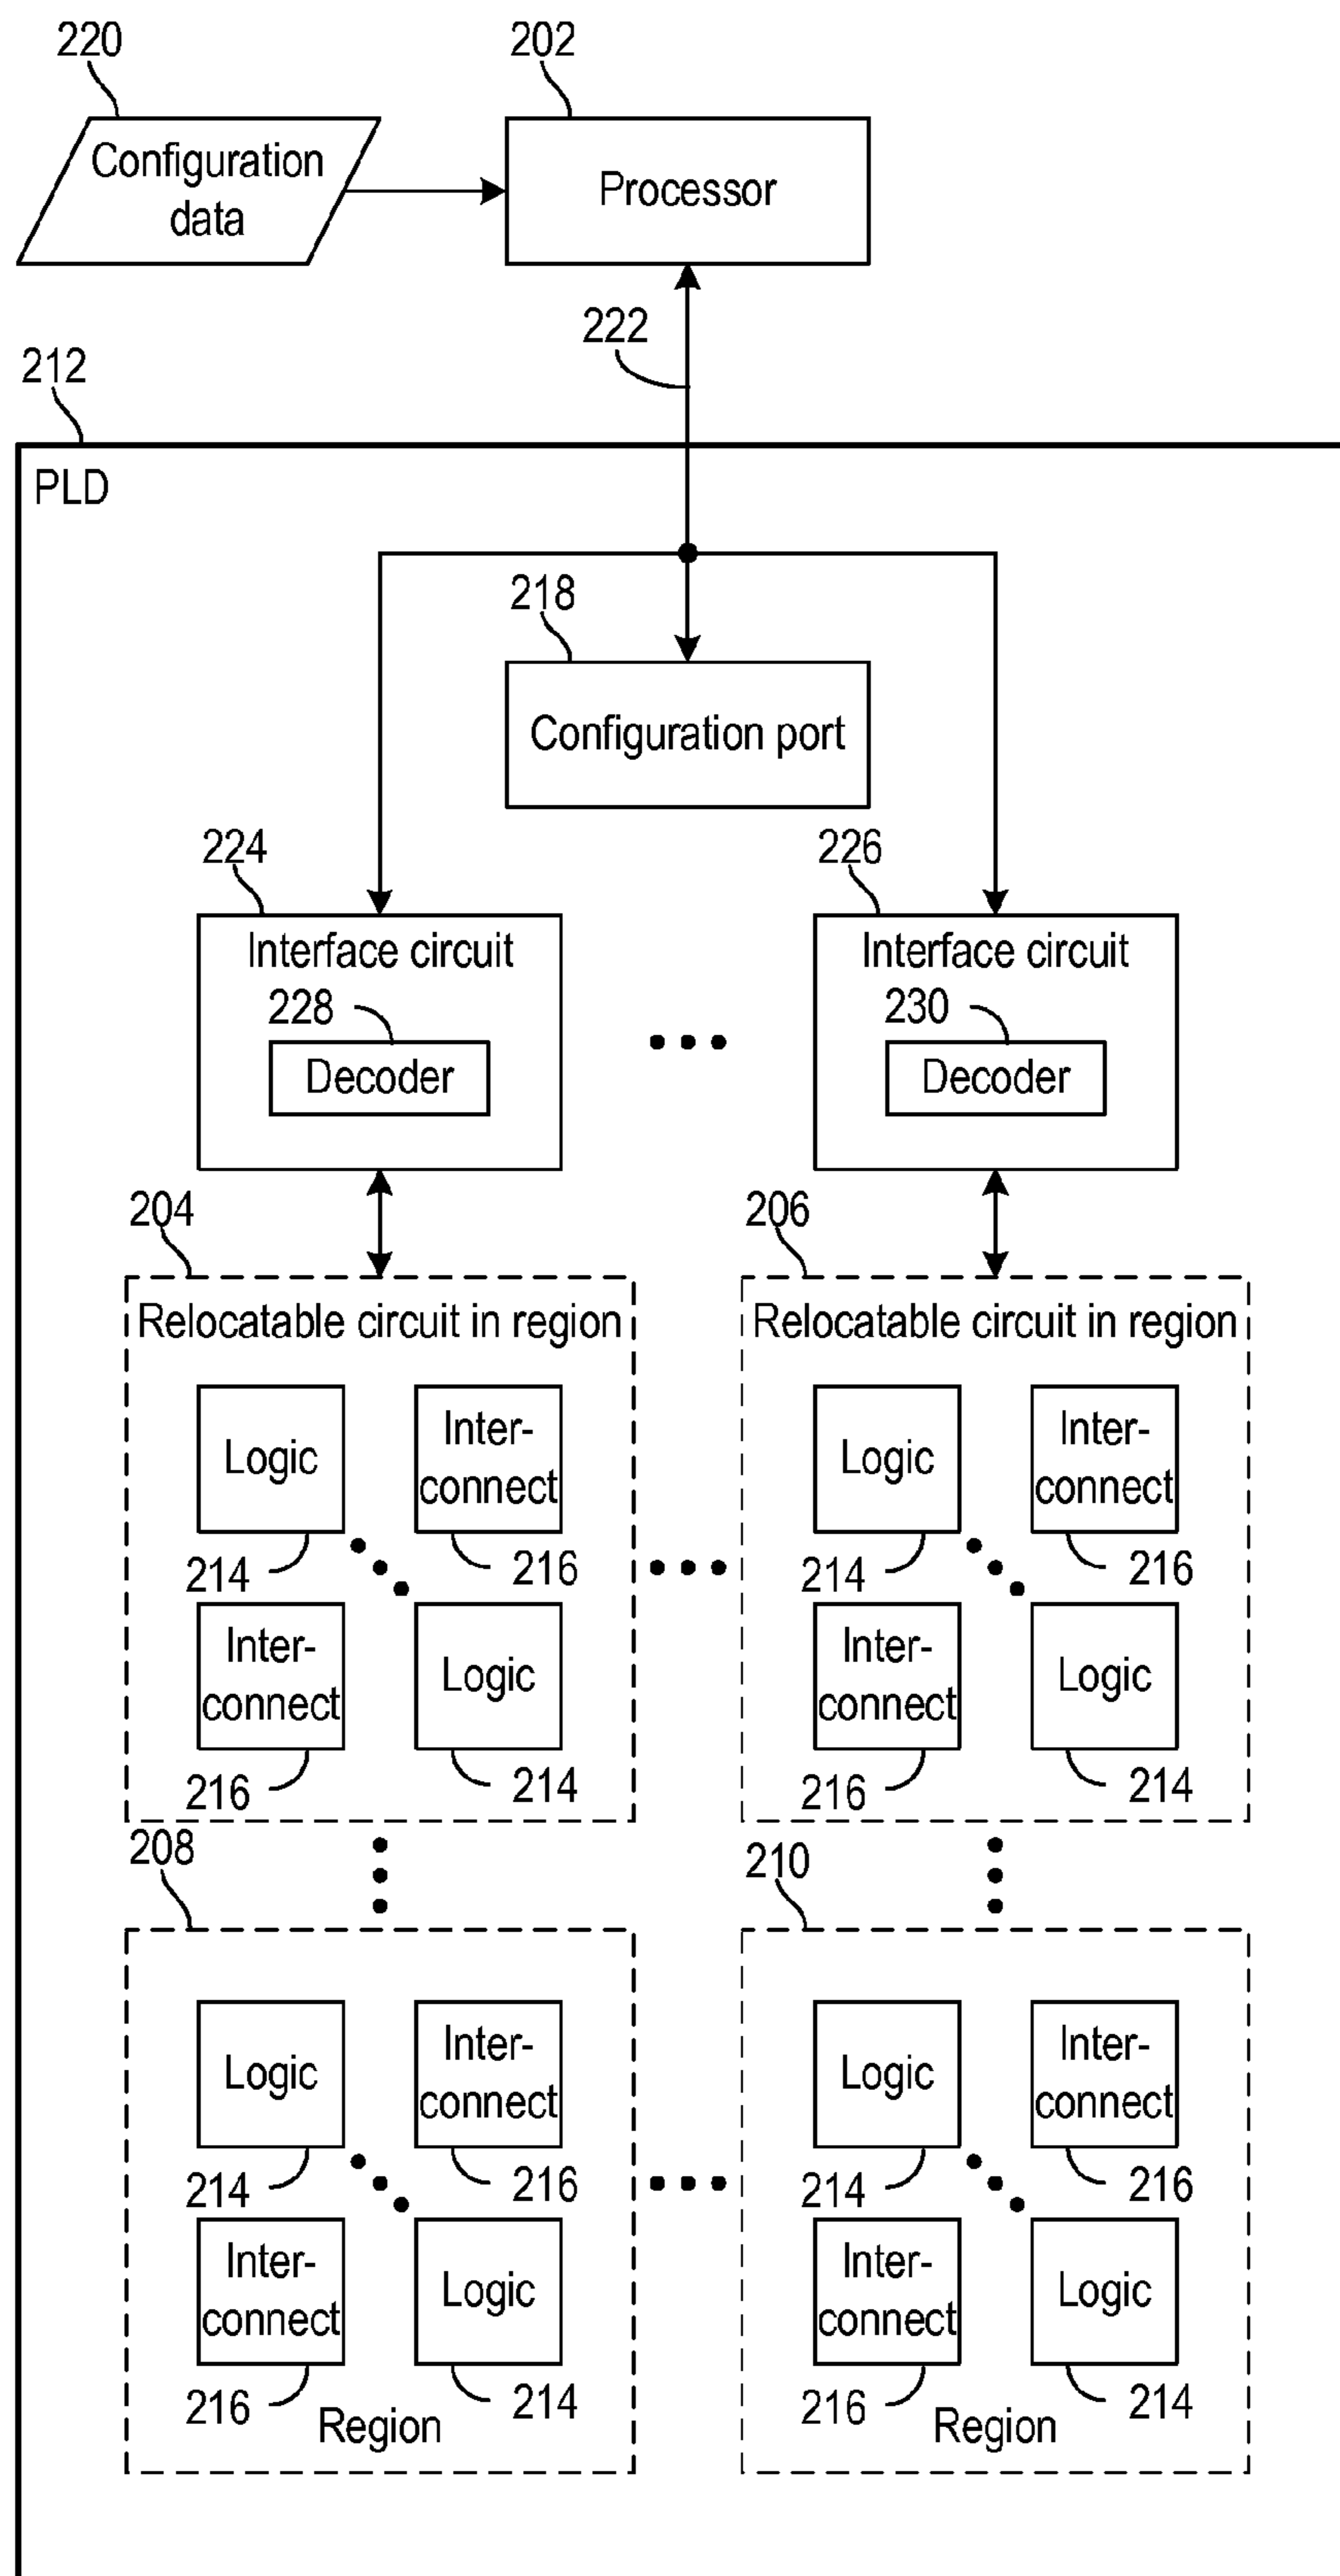 220
202
Configuration
data
Processor
222
212
PLD
218
Configuration port
224
226
Interface circuit
Interface circuit
228
230
Decoder
Decoder
204
206
Relocatable circuit in region
Relocatable circuit in region
Logic
Inter-
connect
Logic
Inter-
connect
214
216
214
216
Inter-
connect
Logic
Inter-
connect
Logic
216
214
216
214
208
210
Logic
Inter-
connect
Logic
Inter-
connect
214
216
214
216
Inter-
connect
Logic
Inter-
connect
Logic
216
214
216
214
Region
Region